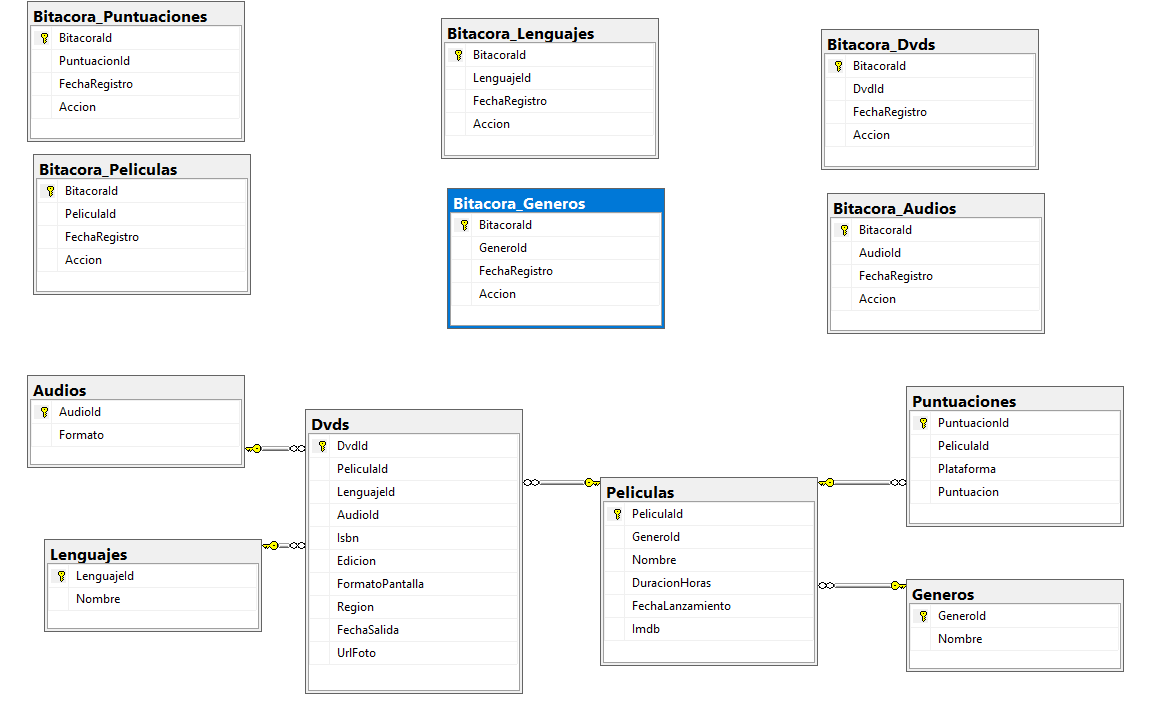 Bitacora_Puntuaciones
BitacoraId
PuntuacionId
FechaRegistro
Accion
Bitacora_Lenguajes
BitacoraId
LenguajeId
FechaRegistro
Accion
Bitacora_Dvds
BitacoraId
DvdId
FechaRegistro
Accion
Bitacora_Peliculas
BitacoraId
PeliculaId
FechaRegistro
Accion
Bitacora_Generos
BitacoraId
GeneroId
FechaRegistro
Accion
Bitacora_Audios
BitacoraId
AudioId
FechaRegistro
Accion
Audios
AudioId
Formato
Lenguajes
LenguajeId
Nombre
Dvds
DvdId
PeliculaId
LenguajeId
AudioId
Isbn
Edicion
FormatoPantalla
Region
FechaSalida
UrlFoto
Peliculas
PeliculaId
GeneroId
Nombre
DuracionHoras
FechaLanzamiento
Imdb
Puntuaciones
PuntuacionId
PeliculaId
Plataforma
Puntuacion
Generos
GeneroId
Nombre